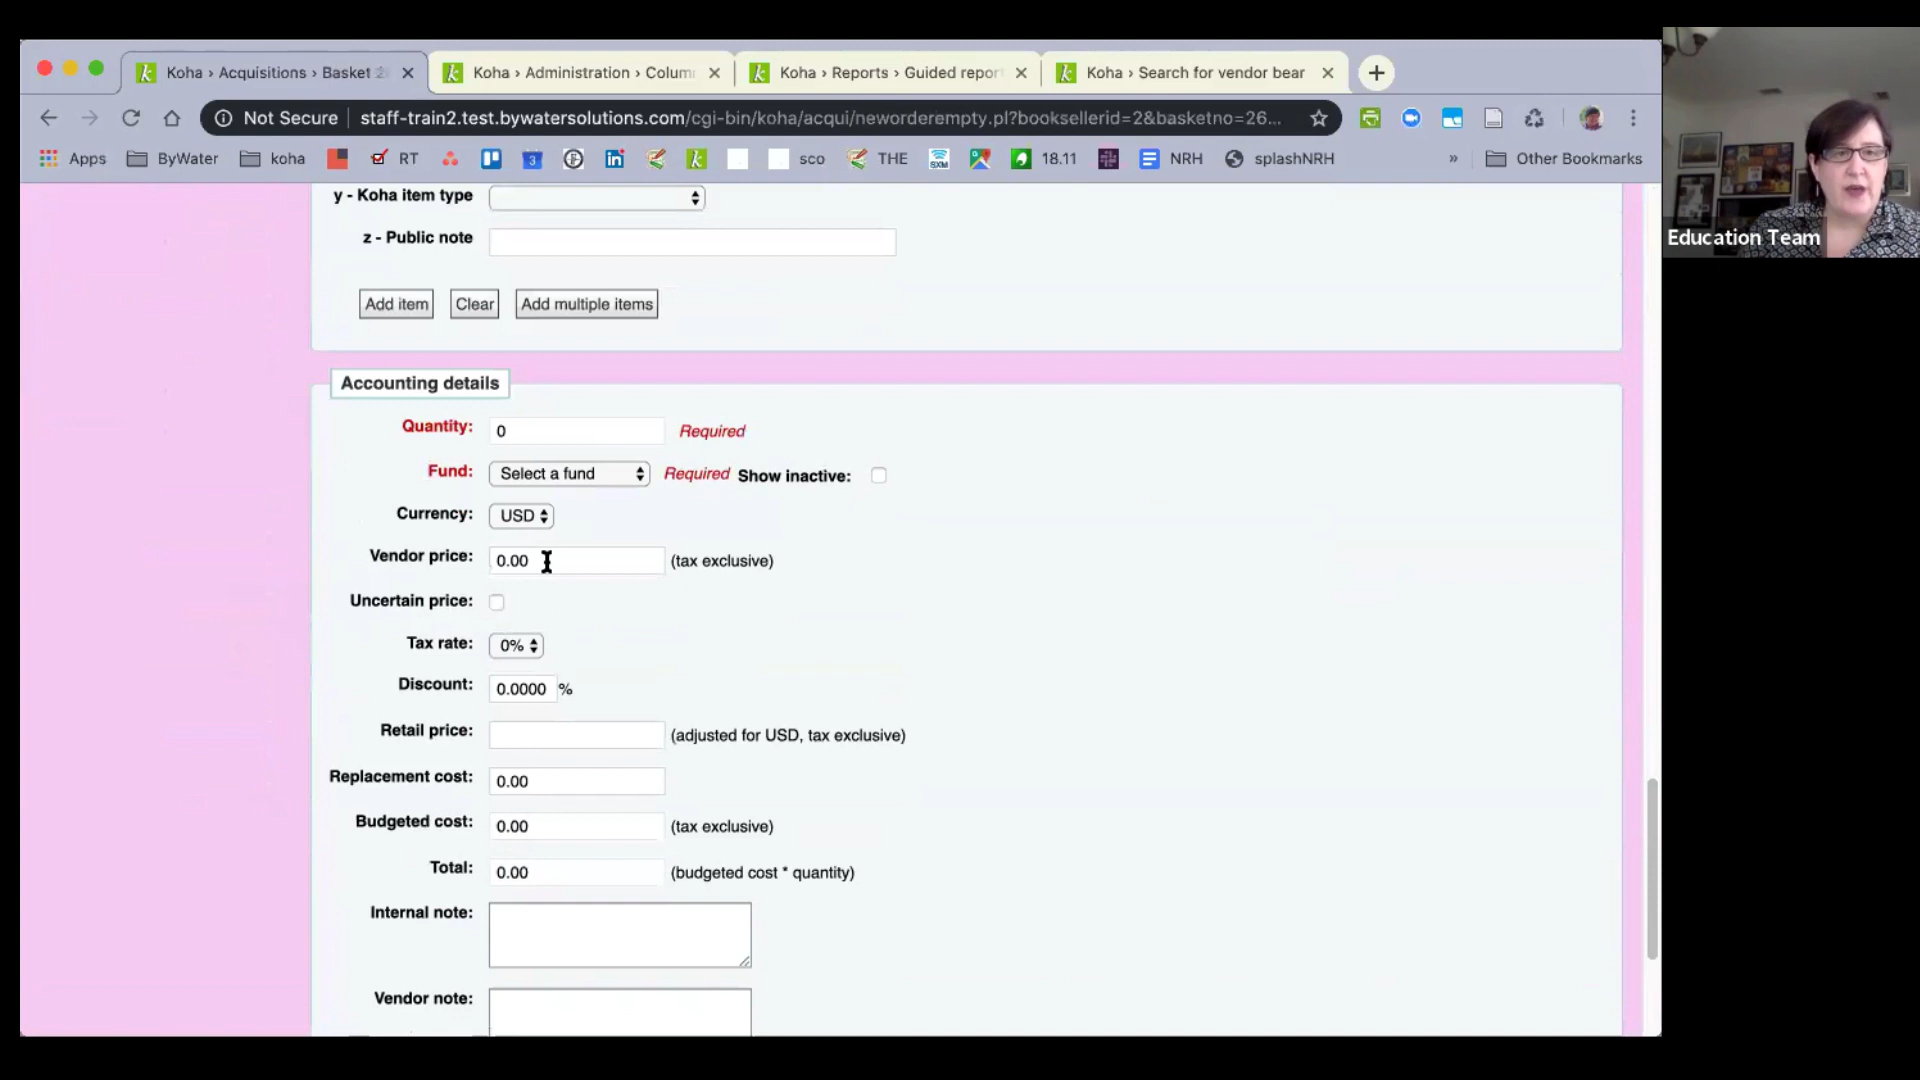 Koha › Acquisitions › Basket
Koha › Administration › Colum
Koha › Reports › Guided repor
Koha › Search for vendor bear
Not Secure
staff-train2.test.bywatersolutions.com/cgi-bin/koha/acqui/neworderempty.pl?booksellerid=2&basketno=26...
Apps
ByWater
koha
RT
3
in
k
sco
THE
SXM
18.11
NRH
splashNRH
»
Other Bookmarks
Education Team
y - Koha item type
z - Public note
Add item
Clear
Add multiple items
Accounting details
Quantity: 0 Required
Fund: Select a fund Required Show inactive:
Currency: USD
Vendor price: 0.00 (tax exclusive)
Uncertain price:
Tax rate: 0%
Discount: 0.0000 %
Retail price: (adjusted for USD, tax exclusive)
Replacement cost: 0.00
Budgeted cost: 0.00 (tax exclusive)
Total: 0.00 (budgeted cost * quantity)
Internal note:
Vendor note: